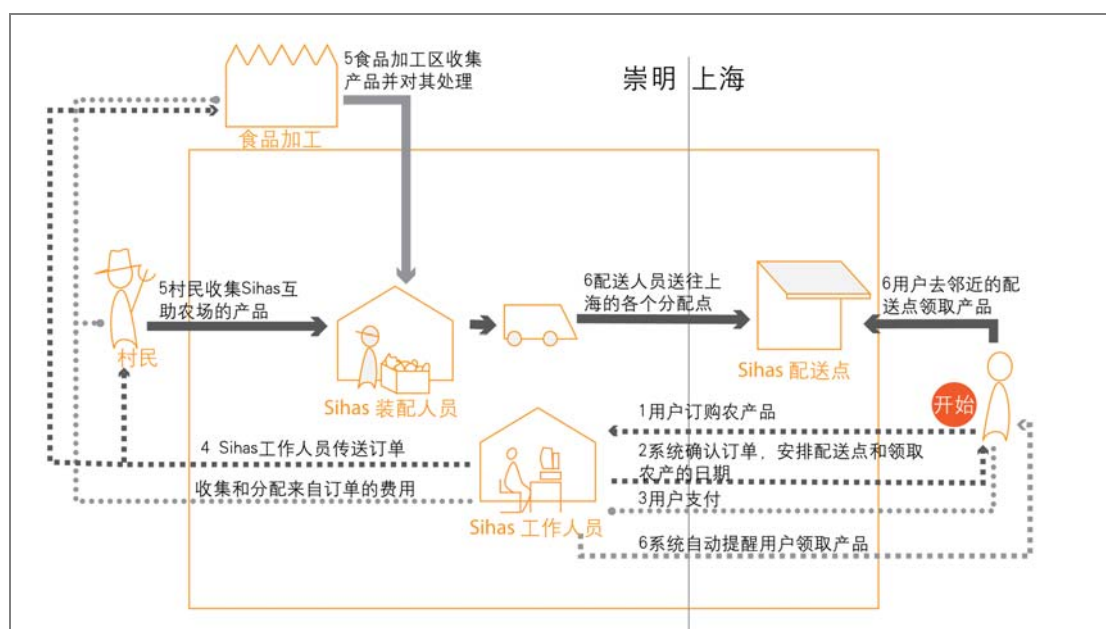 5食品加工区收集
产品并对其处理
崇明 上海
食品加工
5村民收集Sihas互
助农场的产品
6配送人员送往上
海的各个分配点
6用户去邻近的配
送点领取产品
村民
Sihas 装配人员
Sihas 配送点
开始
1用户订购农产品
4 Sihas工作人员传送订单
2系统确认订单，安排配送点和领取
农产的日期
收集和分配来自订单的费用
3用户支付
Sihas 工作人员
6系统自动提醒用户领取产品